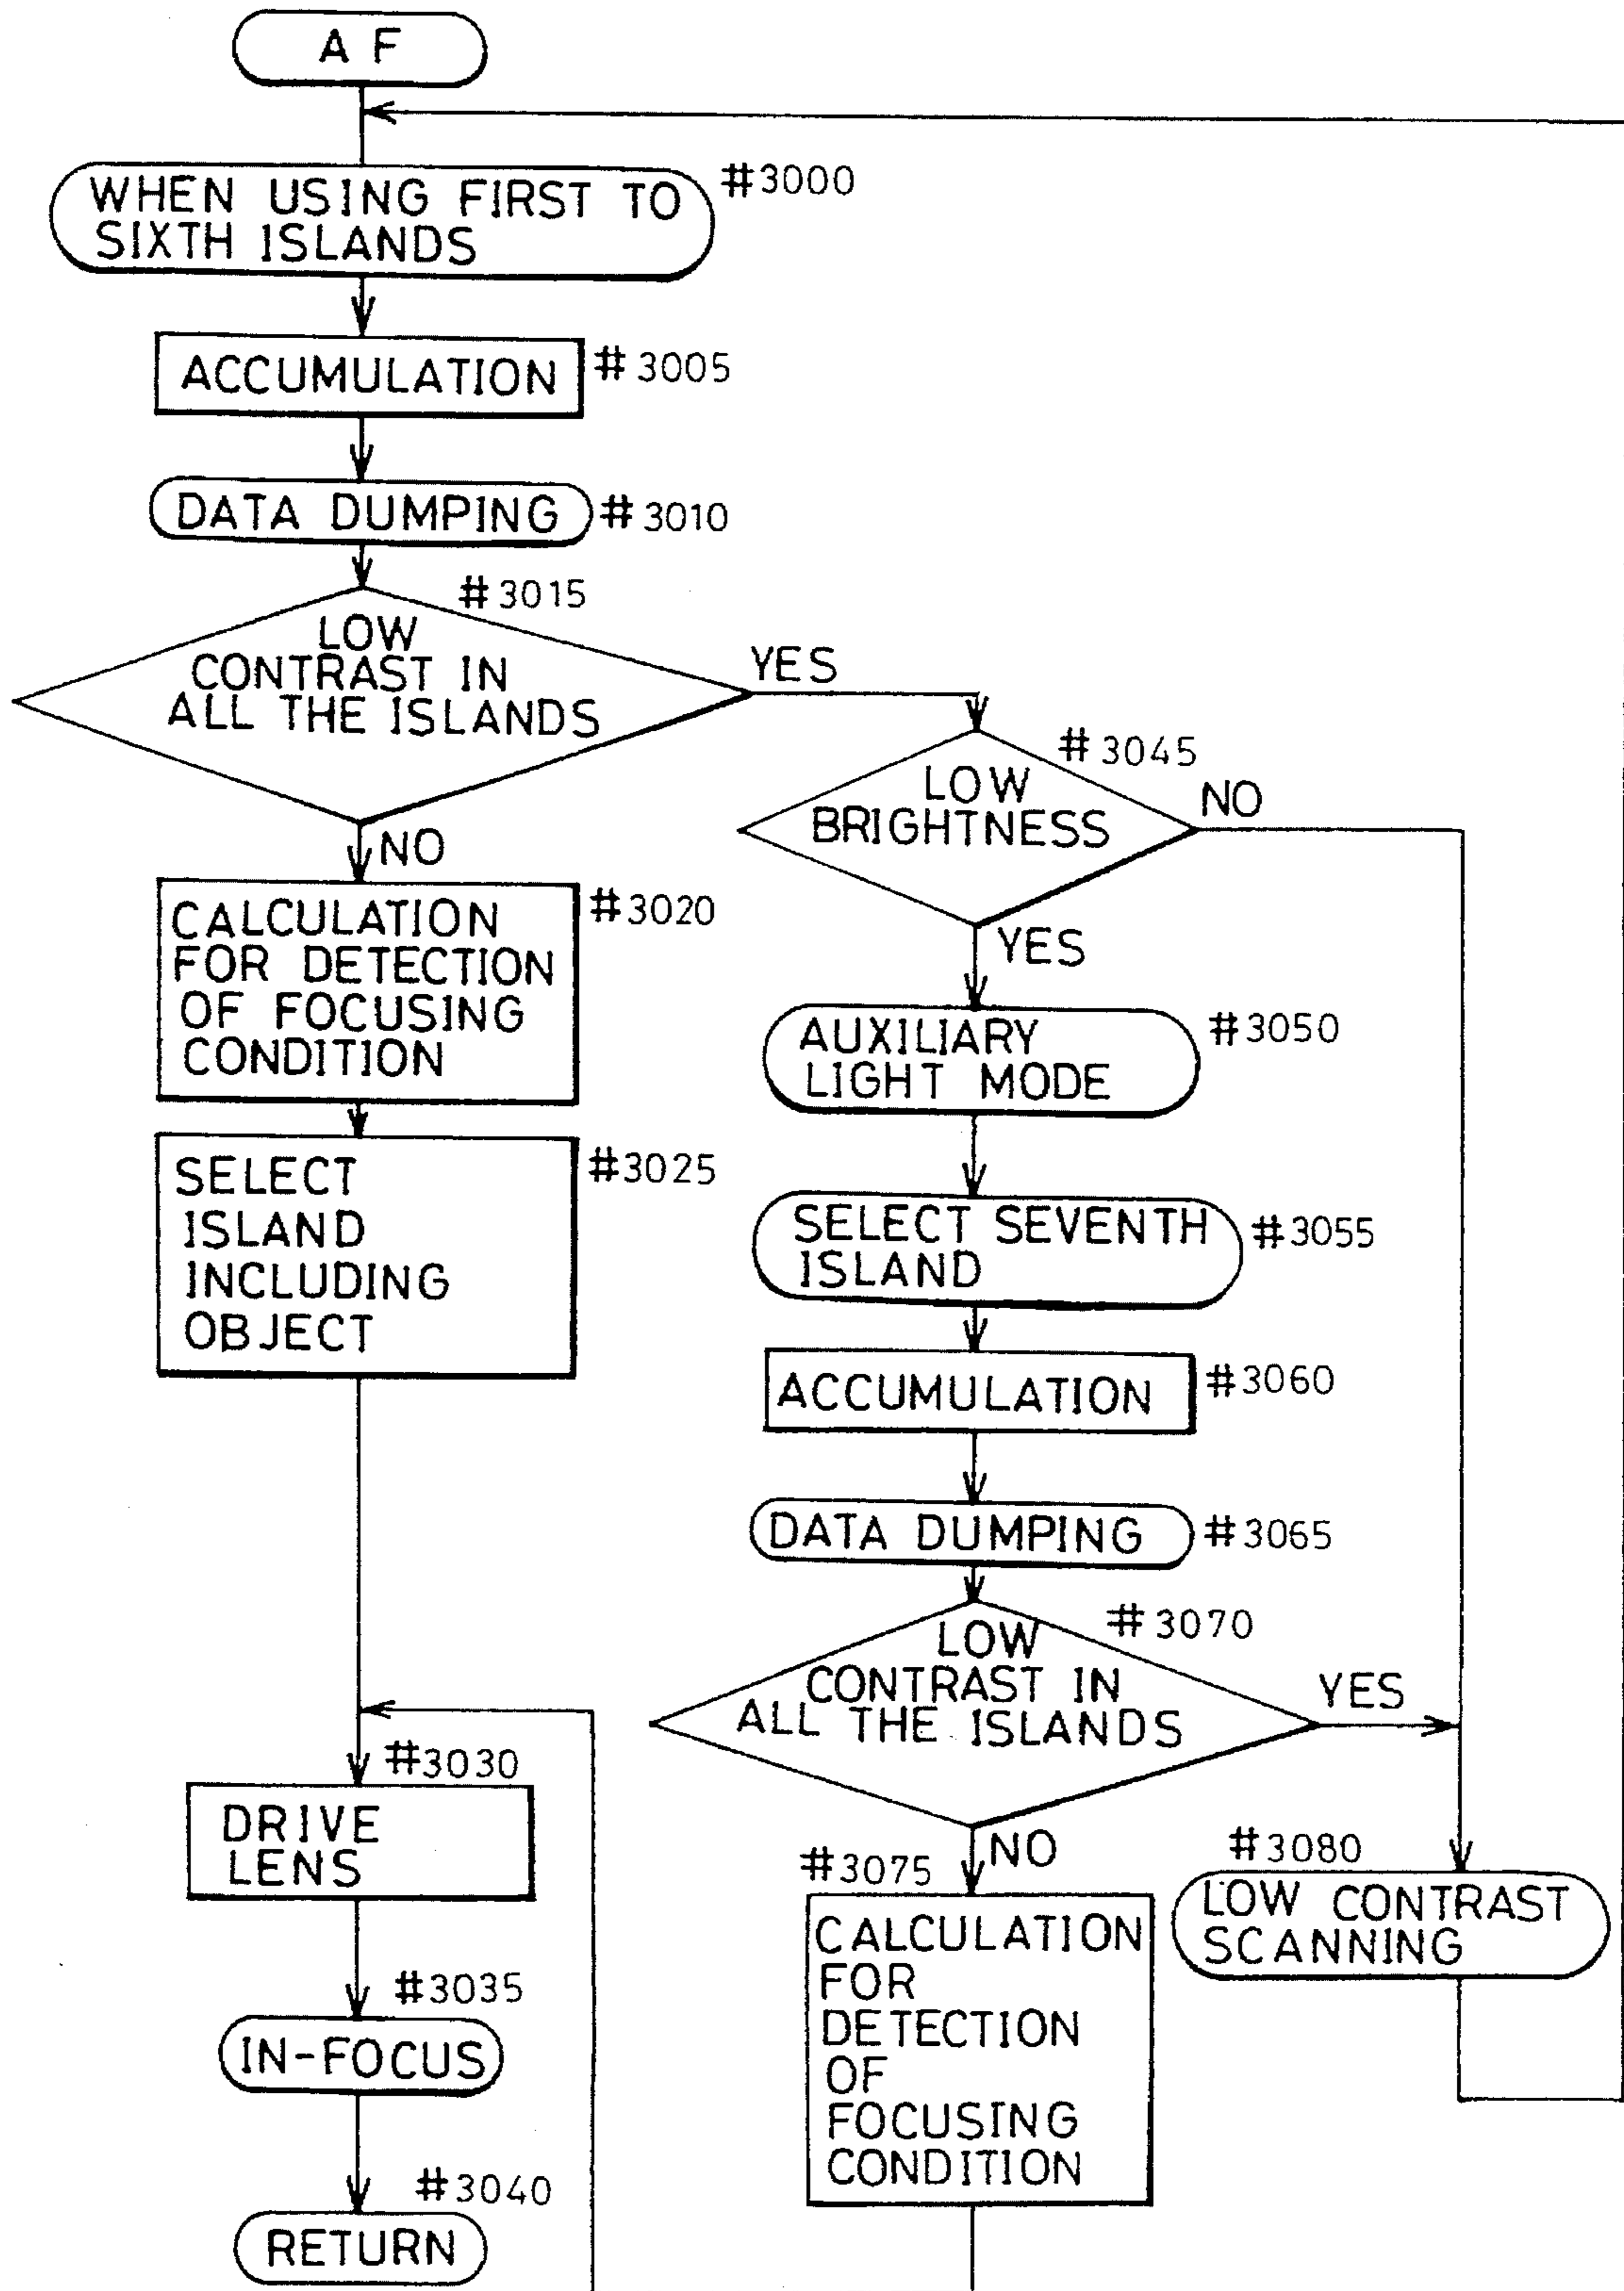 AF
WHEN USING FIRST TO
SIXTH ISLANDS
#3000
ACCUMULATION
#3005
DATA DUMPING
#3010
#3015
LOW
CONTRAST IN
ALL THE ISLANDS
YES
NO
CALCULATION
FOR DETECTION
OF FOCUSING
CONDITION
#3020
SELECT
ISLAND
INCLUDING
OBJECT
#3025
#3030
DRIVE
LENS
#3035
IN-FOCUS
#3040
RETURN
#3045
LOW
BRIGHTNESS
NO
YES
AUXILIARY
LIGHT MODE
#3050
SELECT SEVENTH
ISLAND
#3055
ACCUMULATION
#3060
DATA DUMPING
#3065
#3070
LOW
CONTRAST IN
ALL THE ISLANDS
YES
NO
#3075
CALCULATION
FOR
DETECTION
OF
FOCUSING
CONDITION
#3080
LOW CONTRAST
SCANNING